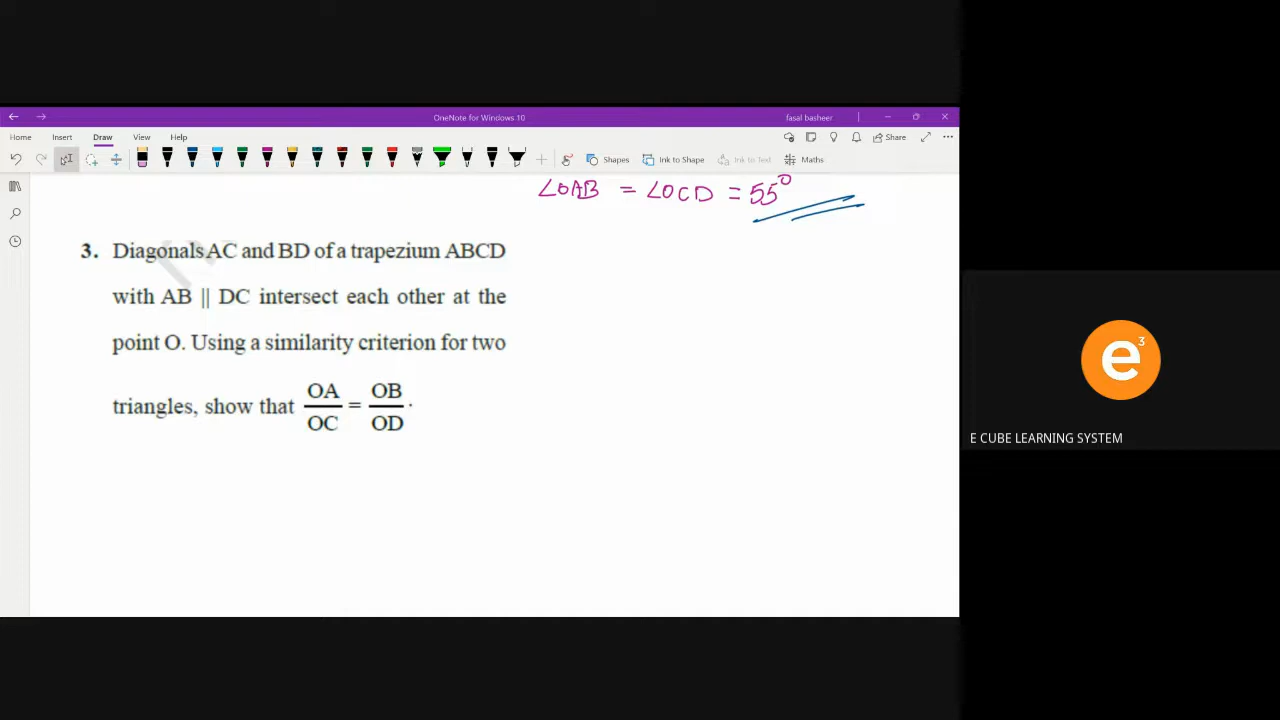 OneNote for Windows 10
fasal basheer
Home Insert Draw View Help
Share
Shapes Ink to Shape Ink to Text Maths
∠OAB = ∠OCD = 55°
3. Diagonals AC and BD of a trapezium ABCD
with AB || DC intersect each other at the
point O. Using a similarity criterion for two
triangles, show that OA/OC = OB/OD.
e3
E CUBE LEARNING SYSTEM